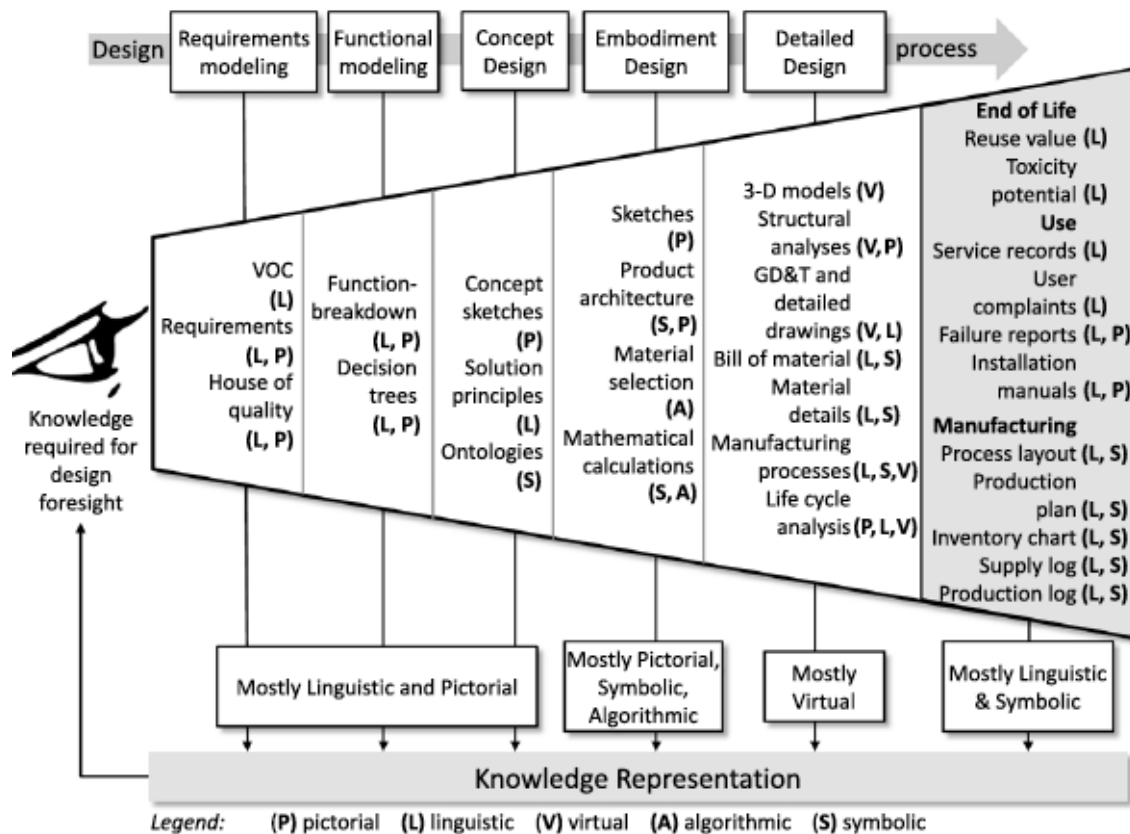 Design
Requirements
modeling
Functional
modeling
Concept
Design
Embodiment
Design
Detailed
Design
process
VOC
(L)
Requirements
(L, P)
House of
quality
(L, P)
Function-
breakdown
(L, P)
Decision
trees
(L, P)
Concept
sketches
(P)
Solution
principles
(L)
Ontologies
(S)
Sketches
(P)
Product
architecture
(S, P)
Material
selection
(A)
Mathematical
calculations
(S, A)
3-D models (V)
Structural
analyses (V, P)
GD&T and
detailed
drawings (V, L)
Bill of material (L, S)
Material
details (L, S)
Manufacturing
processes (L, S,V)
Life cycle
analysis (P, L,V)
End of Life
Reuse value (L)
Toxicity
potential (L)
Use
Service records (L)
User
complaints (L)
Failure reports (L, P)
Installation
manuals (L, P)
Manufacturing
Process layout (L, S)
Production
plan (L, S)
Inventory chart (L, S)
Supply log (L, S)
Production log (L, S)
Knowledge
required for
design
foresight
Mostly Linguistic and Pictorial
Mostly Pictorial,
Symbolic,
Algorithmic
Mostly
Virtual
Mostly Linguistic
& Symbolic
Knowledge Representation
Legend: (P) pictorial (L) linguistic (V) virtual (A) algorithmic (S) symbolic